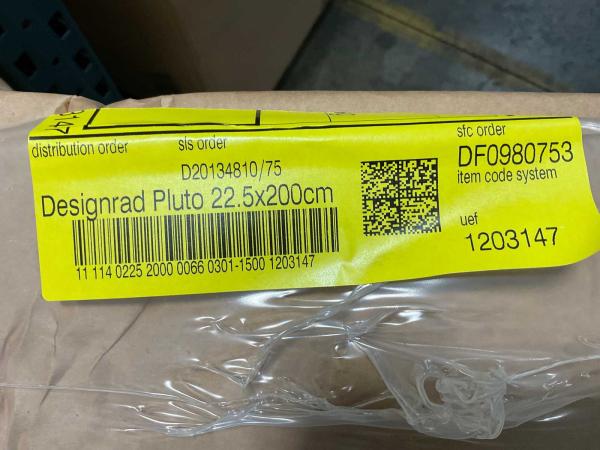 distribution order
sls order
D20134810/75
Designrad Pluto 22.5x200cm
11 114 0225 2000 0066 0301-1500 1203147
sfc order
DF0980753
item code system
uef
1203147